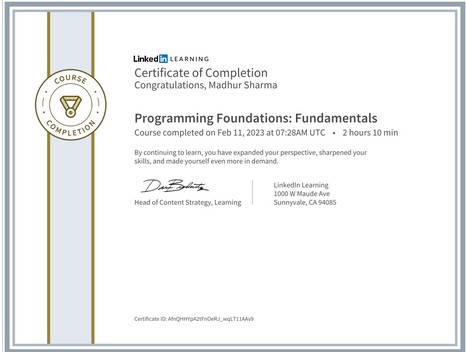 LinkedIn LEARNING
Certificate of Completion
Congratulations, Madhur Sharma
COURSE
COMPLETION
Programming Foundations: Fundamentals
Course completed on Feb 11, 2023 at 07:28AM UTC • 2 hours 10 min
By continuing to learn, you have expanded your perspective, sharpened your
skills, and made yourself even more in demand.
Head of Content Strategy, Learning
LinkedIn Learning
1000 W Maude Ave
Sunnyvale, CA 94085
Certificate ID: